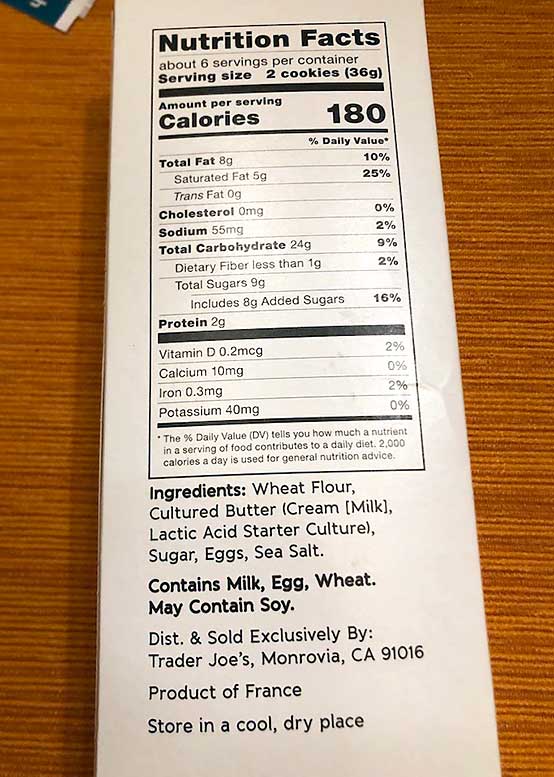 Nutrition Facts
about 6 servings per container
Serving size 2 cookies (36g)
Amount per serving
Calories 180
% Daily Value*
Total Fat 8g 10%
Saturated Fat 5g 25%
Trans Fat 0g
Cholesterol 0mg 0%
Sodium 55mg 2%
Total Carbohydrate 24g 9%
Dietary Fiber less than 1g 2%
Total Sugars 9g
Includes 8g Added Sugars 16%
Protein 2g
Vitamin D 0.2mcg 2%
Calcium 10mg 0%
Iron 0.3mg 2%
Potassium 40mg 0%
* The % Daily Value (DV) tells you how much a nutrient
in a serving of food contributes to a daily diet. 2,000
calories a day is used for general nutrition advice.
Ingredients: Wheat Flour,
Cultured Butter (Cream [Milk],
Lactic Acid Starter Culture),
Sugar, Eggs, Sea Salt.
Contains Milk, Egg, Wheat.
May Contain Soy.
Dist. & Sold Exclusively By:
Trader Joe's, Monrovia, CA 91016
Product of France
Store in a cool, dry place